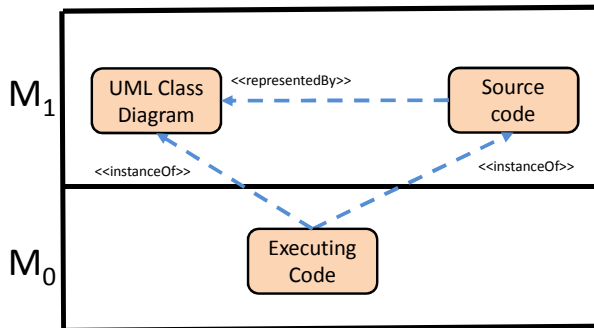 M1
UML Class
Diagram
<<representedBy>>
Source
code
<<instanceOf>>
<<instanceOf>>
M0
Executing
Code